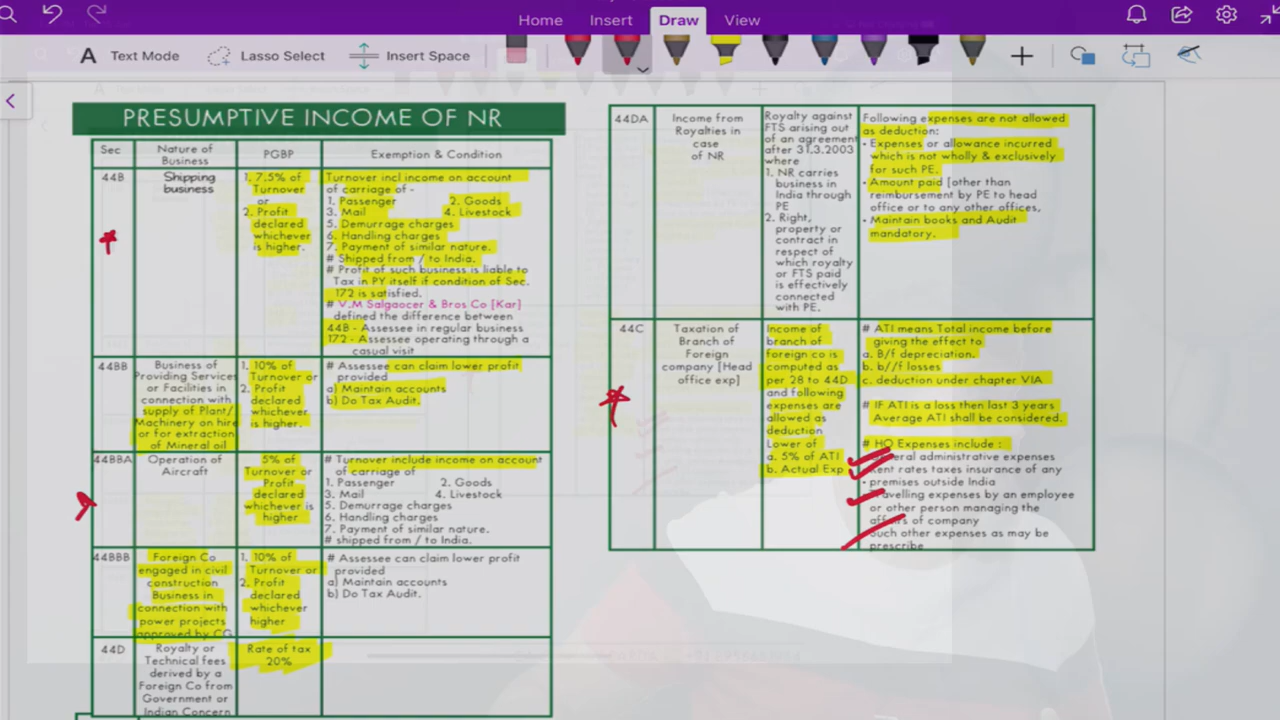 Home Insert Draw View
Text Mode Lasso Select Insert Space
PRESUMPTIVE INCOME OF NR
Sec
Nature of
Business
PGBP
Exemption & Condition
44B
Shipping
business
1. 7.5% of
Turnover
or
2. Profit
declared
whichever
is higher.
Turnover incl income on account
of carriage of -
1. Passenger 2. Goods
3. Mail 4. Livestock
5. Demurrage charges
6. Handling charges
7. Payment of similar nature.
# Shipped from / to India.
# Profit of such business is liable to
Tax in PY itself if condition of Sec.
172 is satisfied.
# V.M Salgaocer & Bros Co [Kar]
defined the difference between
44B - Assessee in regular business
172 - Assessee operating through a
casual visit
44BB
Business of
Providing Services
or Facilities in
connection with
supply of Plant/
Machinery on hire
or for extraction
of Mineral oil
1. 10% of
Turnover or
2. Profit
declared
whichever
is higher.
# Assessee can claim lower profit
provided
a) Maintain accounts
b) Do Tax Audit.
44BBA
Operation of
Aircraft
5% of
Turnover or
Profit
declared
whichever is
higher
# Turnover include income on account
of carriage of
1. Passenger 2. Goods
3. Mail 4. Livestock
5. Demurrage charges
6. Handling charges
7. Payment of similar nature.
# shipped from / to India.
44BBB
Foreign Co
engaged in civil
construction
Business in
connection with
power projects
approved by CG
1. 10% of
Turnover or
2. Profit
declared
whichever
higher
# Assessee can claim lower profit
provided
a) Maintain accounts
b) Do Tax Audit.
44D
Royalty or
Technical fees
derived by a
Foreign Co from
Government or
Indian Concern
Rate of tax
20%
44DA
Income from
Royalties in
case
of NR
Royalty against
FTS arising out
of an agreement
after 31.3.2003
where
1. NR carries
business in
India through
PE
2. Right,
property or
contract in
respect of
which royalty
or FTS paid
is effectively
connected
with PE.
Following expenses are not allowed
as deduction:
• Expenses or allowance incurred
which is not wholly & exclusively
for such PE.
• Amount paid [other than
reimbursement by PE to head
office or to any other offices,
• Maintain books and Audit
mandatory.
44C
Taxation of
Branch of
Foreign
company [Head
office exp]
Income of
branch of
foreign co is
computed as
per 28 to 44D
and following
expenses are
allowed as
deduction
Lower of
a. 5% of ATI
b. Actual Exp
# ATI means Total income before
giving the effect to
a. B/f depreciation.
b. b//f losses
c. deduction under chapter VIA
# IF ATI is a loss then last 3 years
Average ATI shall be considered.
# HO Expenses include :
administrative expenses
rates taxes insurance of any
• premises outside India
Travelling expenses by an employee
or other person managing the
affairs of company
Such other expenses as may be
prescribe